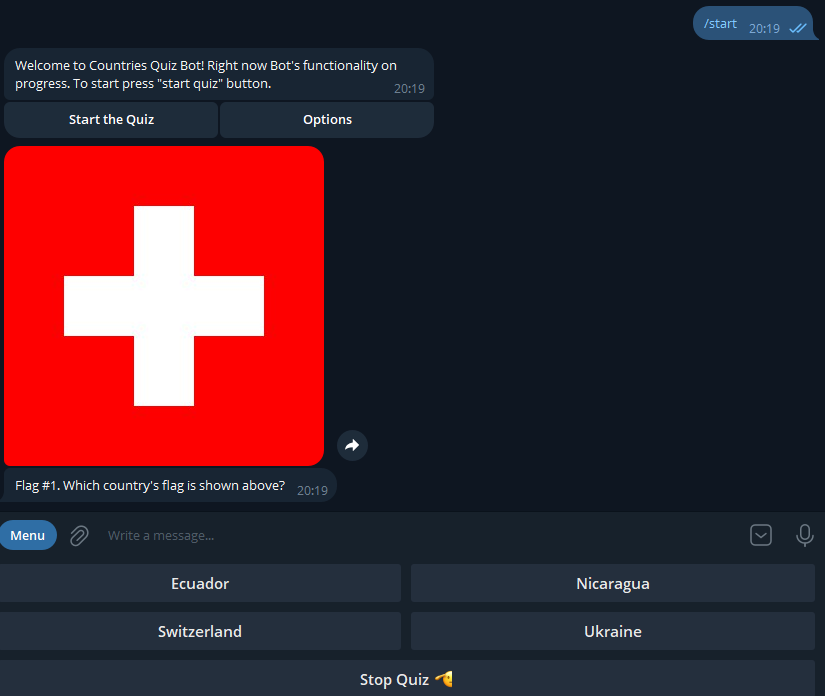 /start 20:19
Welcome to Countries Quiz Bot! Right now Bot's functionality on
progress. To start press "start quiz" button.
20:19
Start the Quiz
Options
Flag #1. Which country's flag is shown above? 20:19
Menu
Write a message...
Ecuador
Nicaragua
Switzerland
Ukraine
Stop Quiz 🫡